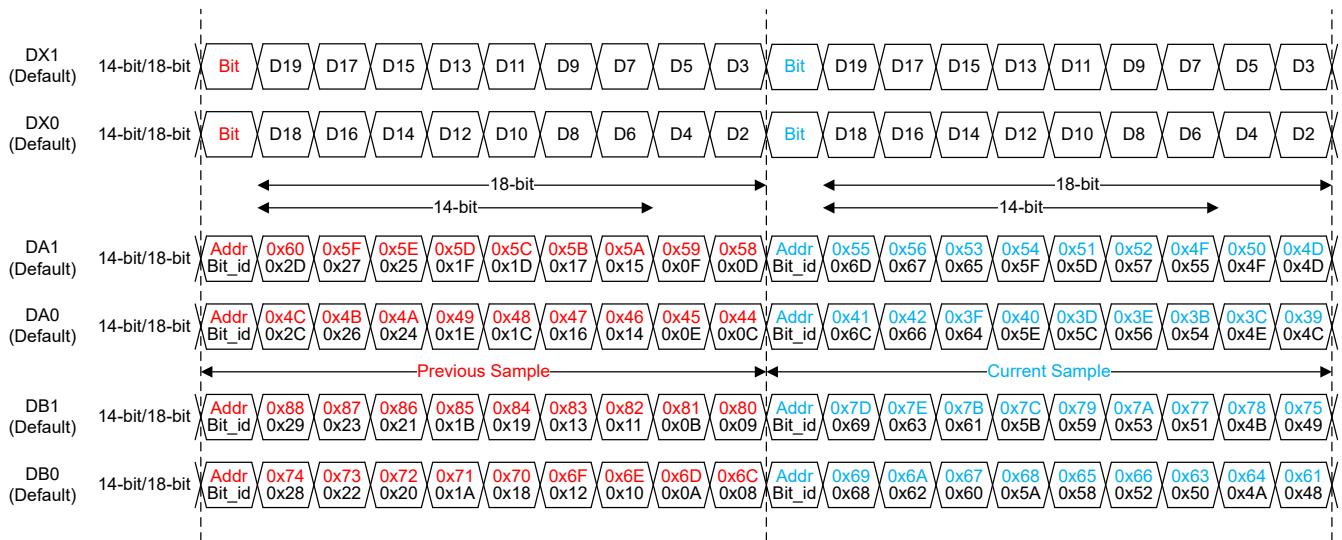 DX1
(Default)
14-bit/18-bit
Bit D19 D17 D15 D13 D11 D9 D7 D5 D3 Bit D19 D17 D15 D13 D11 D9 D7 D5 D3
DX0
(Default)
14-bit/18-bit
Bit D18 D16 D14 D12 D10 D8 D6 D4 D2 Bit D18 D16 D14 D12 D10 D8 D6 D4 D2
18-bit 18-bit
14-bit 14-bit
DA1
(Default)
14-bit/18-bit
Addr 0x60 0x5F 0x5E 0x5D 0x5C 0x5B 0x5A 0x59 0x58 Addr 0x55 0x56 0x53 0x54 0x51 0x52 0x4F 0x50 0x4D
Bit_id 0x2D 0x27 0x25 0x1F 0x1D 0x17 0x15 0x0F 0x0D Bit_id 0x6D 0x67 0x65 0x5F 0x5D 0x57 0x55 0x4F 0x4D
DA0
(Default)
14-bit/18-bit
Addr 0x4C 0x4B 0x4A 0x49 0x48 0x47 0x46 0x45 0x44 Addr 0x41 0x42 0x3F 0x40 0x3D 0x3E 0x3B 0x3C 0x39
Bit_id 0x2C 0x26 0x24 0x1E 0x1C 0x16 0x14 0x0E 0x0C Bit_id 0x6C 0x66 0x64 0x5E 0x5C 0x56 0x54 0x4E 0x4C
Previous Sample Current Sample
DB1
(Default)
14-bit/18-bit
Addr 0x88 0x87 0x86 0x85 0x84 0x83 0x82 0x81 0x80 Addr 0x7D 0x7E 0x7B 0x7C 0x79 0x7A 0x77 0x78 0x75
Bit_id 0x29 0x23 0x21 0x1B 0x19 0x13 0x11 0x0B 0x09 Bit_id 0x69 0x63 0x61 0x5B 0x59 0x53 0x51 0x4B 0x49
DB0
(Default)
14-bit/18-bit
Addr 0x74 0x73 0x72 0x71 0x70 0x6F 0x6E 0x6D 0x6C Addr 0x69 0x6A 0x67 0x68 0x65 0x66 0x63 0x64 0x61
Bit_id 0x28 0x22 0x20 0x1A 0x18 0x12 0x10 0x0A 0x08 Bit_id 0x68 0x62 0x60 0x5A 0x58 0x52 0x50 0x4A 0x48